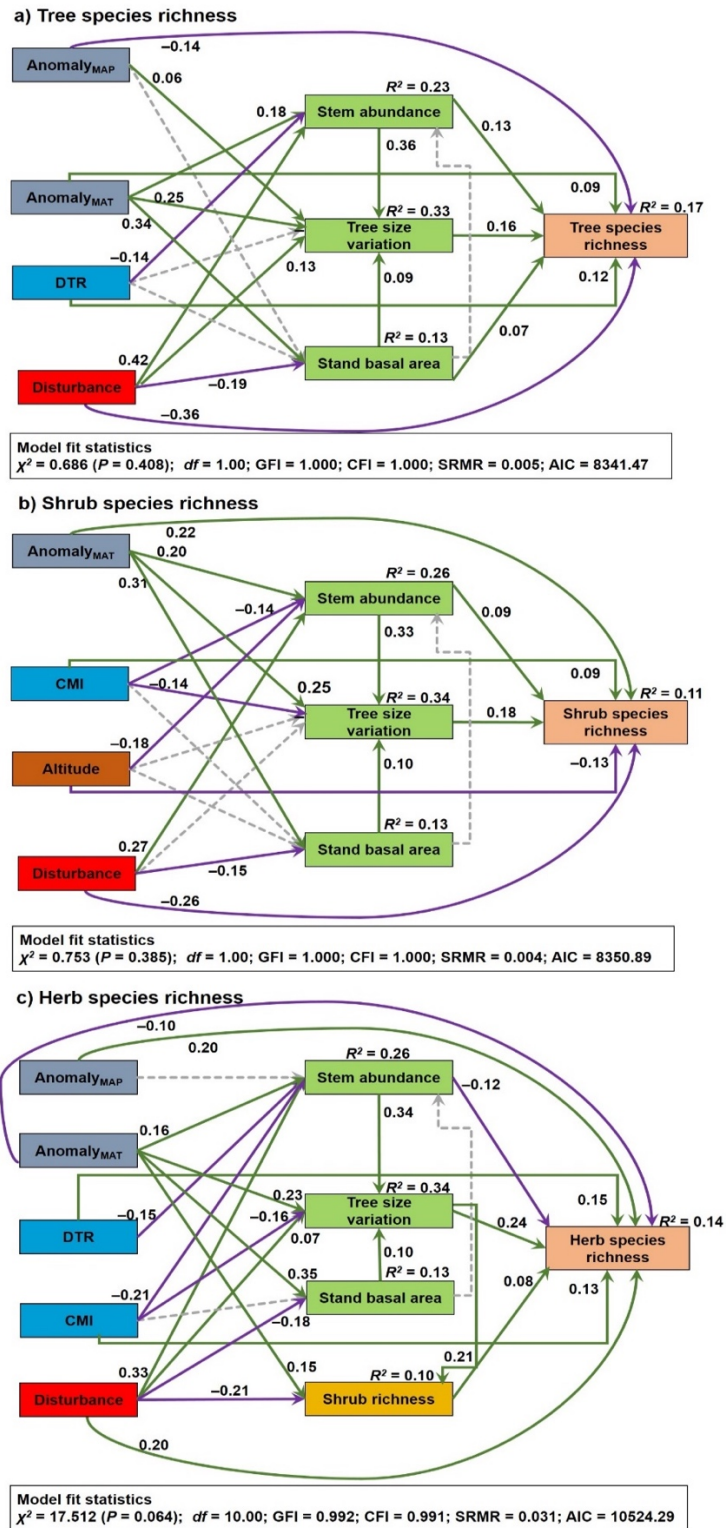 a) Tree species richness
–0.14
AnomalyMAP
0.06
R² = 0.23
0.18
Stem abundance
0.13
0.36
0.09
AnomalyMAT
0.25
R² = 0.33
R² = 0.17
0.34
Tree size
variation
0.16
Tree species
richness
–0.14
0.13
DTR
0.09
0.12
R² = 0.13
0.07
0.42
Stand basal area
Disturbance
–0.19
–0.36
Model fit statistics
χ² = 0.686 (P = 0.408); df = 1.00; GFI = 1.000; CFI = 1.000; SRMR = 0.005; AIC = 8341.47
b) Shrub species richness
0.22
AnomalyMAT
0.20
0.31
R² = 0.26
Stem abundance
–0.14
0.09
0.33
CMI
–0.14
0.25
0.09
R² = 0.34
R² = 0.11
Tree size
variation
0.18
Shrub species
richness
–0.18
Altitude
–0.13
0.10
R² = 0.13
0.27
Stand basal area
Disturbance
–0.15
–0.26
Model fit statistics
χ² = 0.753 (P = 0.385); df = 1.00; GFI = 1.000; CFI = 1.000; SRMR = 0.004; AIC = 8350.89
c) Herb species richness
–0.10
0.20
R² = 0.26
AnomalyMAP
Stem abundance
–0.12
0.16
0.34
AnomalyMAT
0.23
R² = 0.34
0.15
R² = 0.14
–0.15
–0.16
Tree size
variation
0.24
Herb species
richness
DTR
0.07
0.10
0.35
R² = 0.13
0.08
0.13
–0.21
Stand basal area
CMI
–0.18
0.33
0.15
R² = 0.10
0.21
Disturbance
–0.21
Shrub richness
0.20
Model fit statistics
χ² = 17.512 (P = 0.064); df = 10.00; GFI = 0.992; CFI = 0.991; SRMR = 0.031; AIC = 10524.29